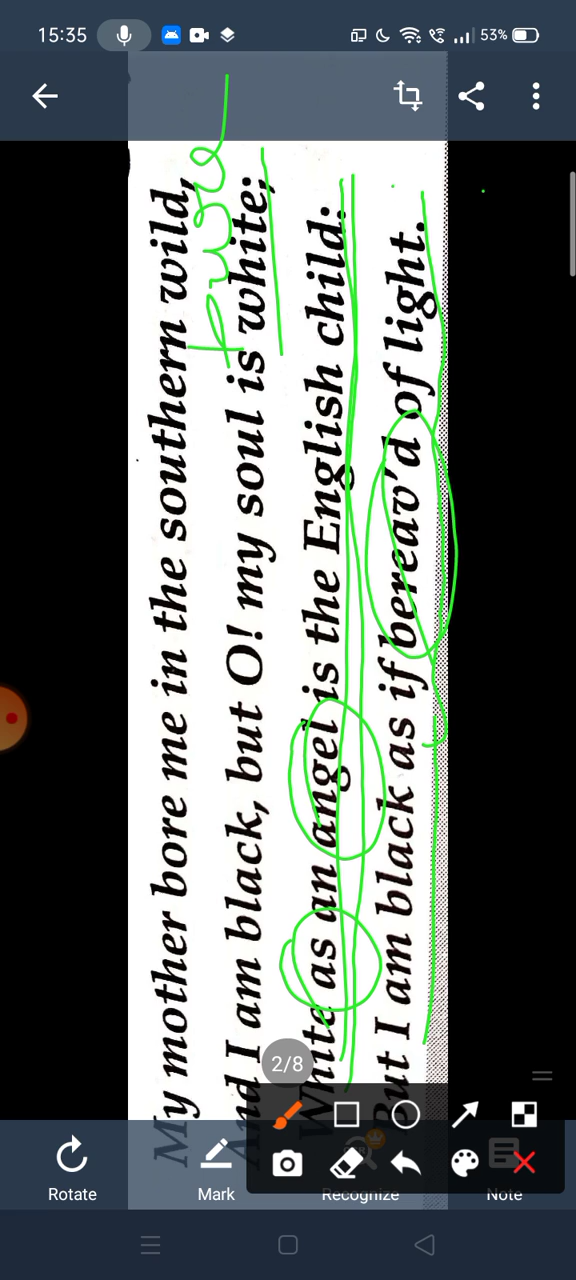 15:35
53%
My mother bore me in the southern wild,
pure
And I am black, but O! my soul is white;
White as an angel is the English child:
But I am black as if bereav'd of light.
2/8
Rotate
Mark
Recognize
Note